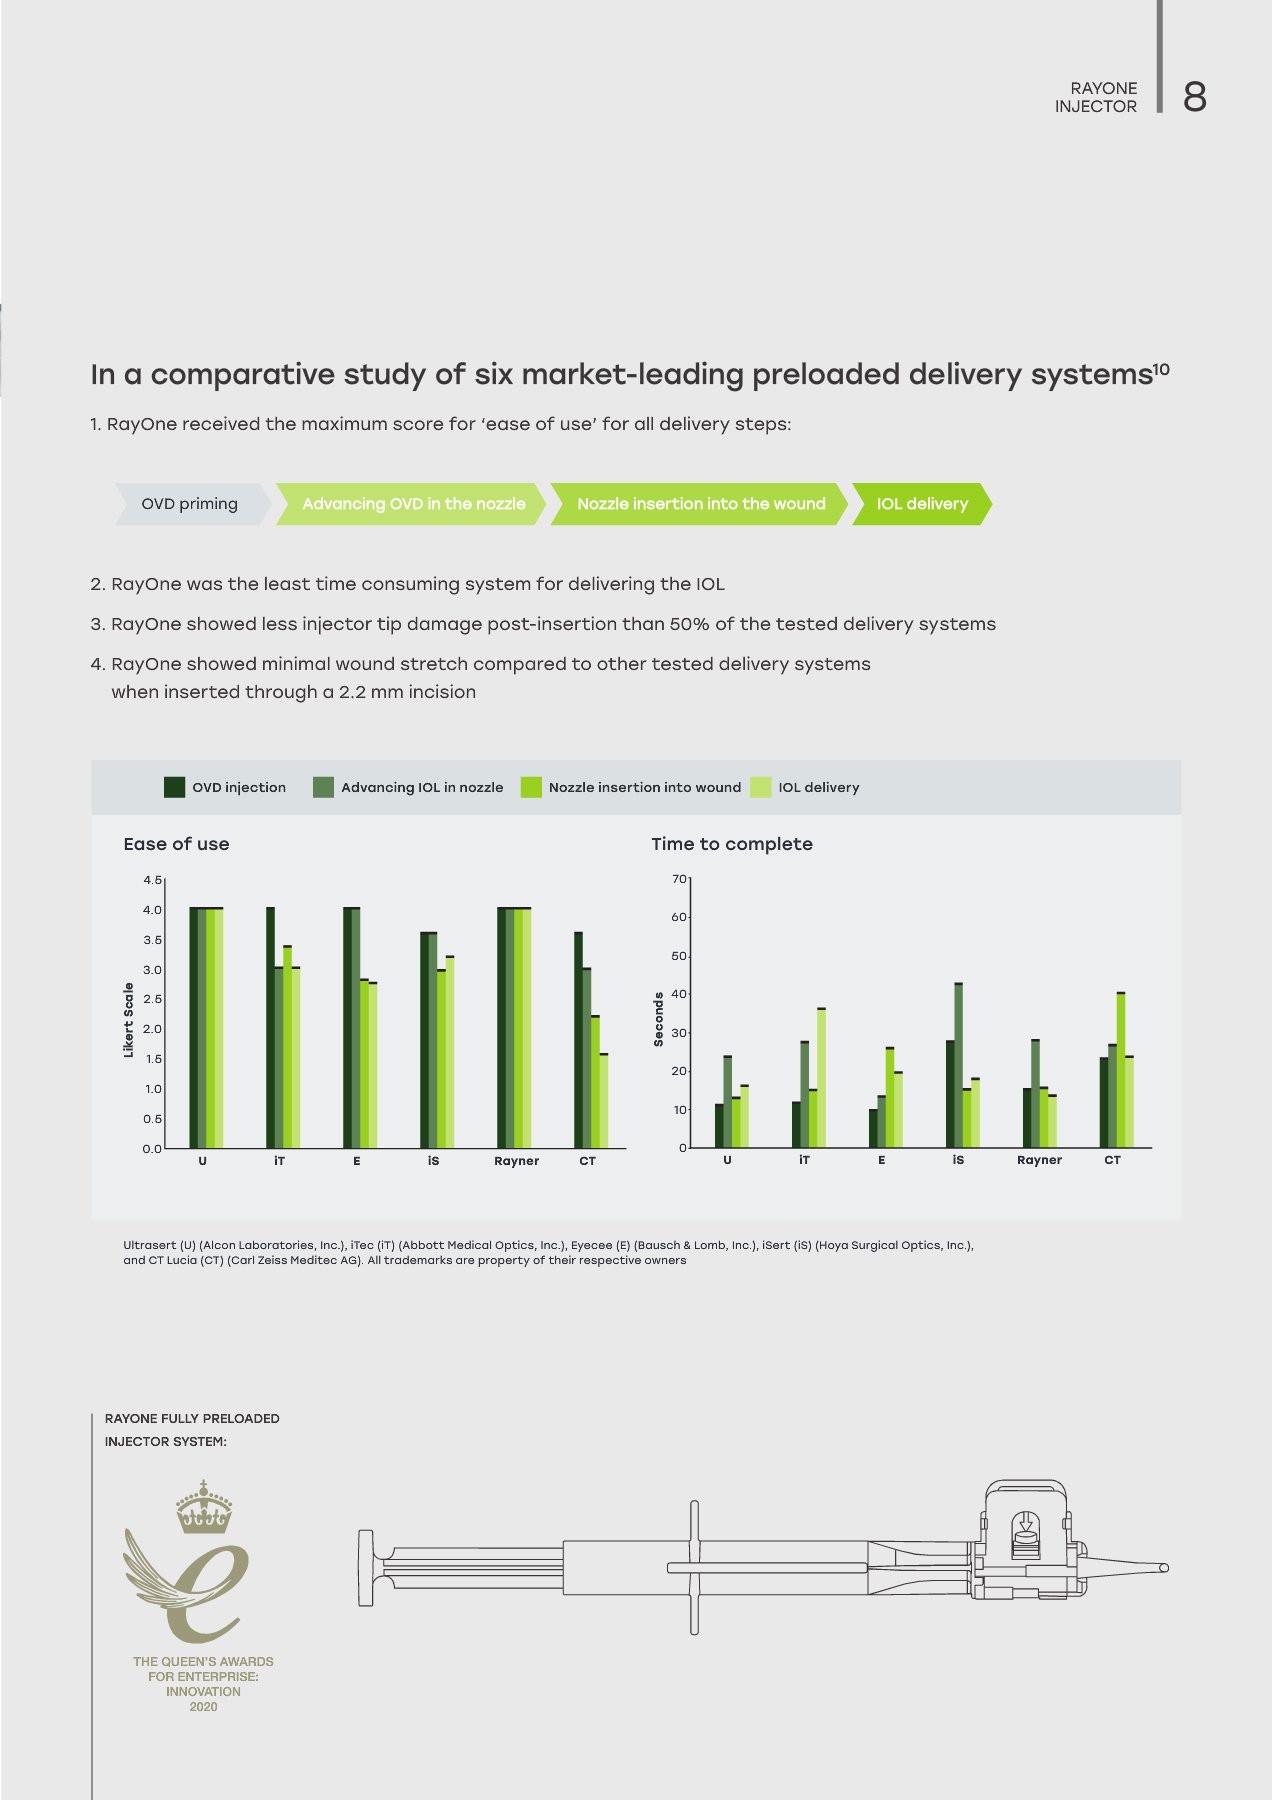 RAYONE
INJECTOR
8
In a comparative study of six market-leading preloaded delivery systems¹⁰
1. RayOne received the maximum score for ‘ease of use’ for all delivery steps:
OVD priming
Advancing OVD in the nozzle
Nozzle insertion into the wound
IOL delivery
2. RayOne was the least time consuming system for delivering the IOL
3. RayOne showed less injector tip damage post-insertion than 50% of the tested delivery systems
4. RayOne showed minimal wound stretch compared to other tested delivery systems
when inserted through a 2.2 mm incision
OVD injection
Advancing IOL in nozzle
Nozzle insertion into wound
IOL delivery
Ease of use
4.5
4.0
3.5
3.0
2.5
2.0
1.5
1.0
0.5
0.0
Likert Scale
U
iT
E
iS
Rayner
CT
Time to complete
70
60
50
40
30
20
10
0
Seconds
U
iT
E
iS
Rayner
CT
Ultrasert (U) (Alcon Laboratories, Inc.), iTec (iT) (Abbott Medical Optics, Inc.), Eyecee (E) (Bausch & Lomb, Inc.), iSert (iS) (Hoya Surgical Optics, Inc.),
and CT Lucia (CT) (Carl Zeiss Meditec AG). All trademarks are property of their respective owners
RAYONE FULLY PRELOADED
INJECTOR SYSTEM:
THE QUEEN'S AWARDS
FOR ENTERPRISE:
INNOVATION
2020